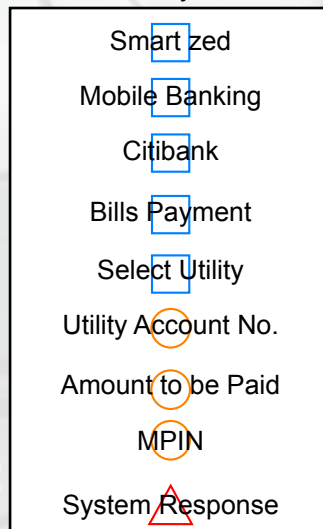 Smart zed
Mobile Banking
Citibank
Bills Payment
Select Utility
Utility Account No.
Amount to be Paid
MPIN
System Response